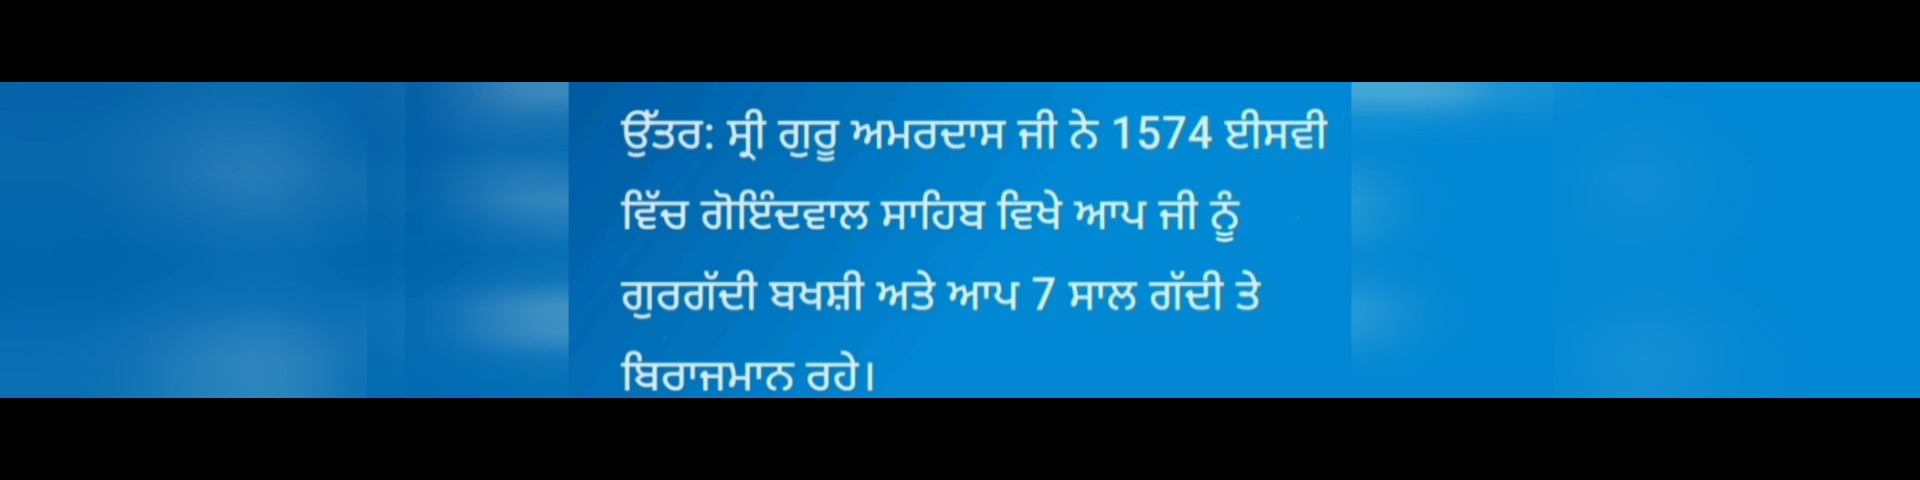 ਉੱਤਰ: ਸ੍ਰੀ ਗੁਰੂ ਅਮਰਦਾਸ ਜੀ ਨੇ 1574 ਈਸਵੀ
ਵਿੱਚ ਗੋਇੰਦਵਾਲ ਸਾਹਿਬ ਵਿਖੇ ਆਪ ਜੀ ਨੂੰ
ਗੁਰਗੱਦੀ ਬਖਸ਼ੀ ਅਤੇ ਆਪ 7 ਸਾਲ ਗੱਦੀ ਤੇ
ਬਿਰਾਜਮਾਨ ਰਹੇ।